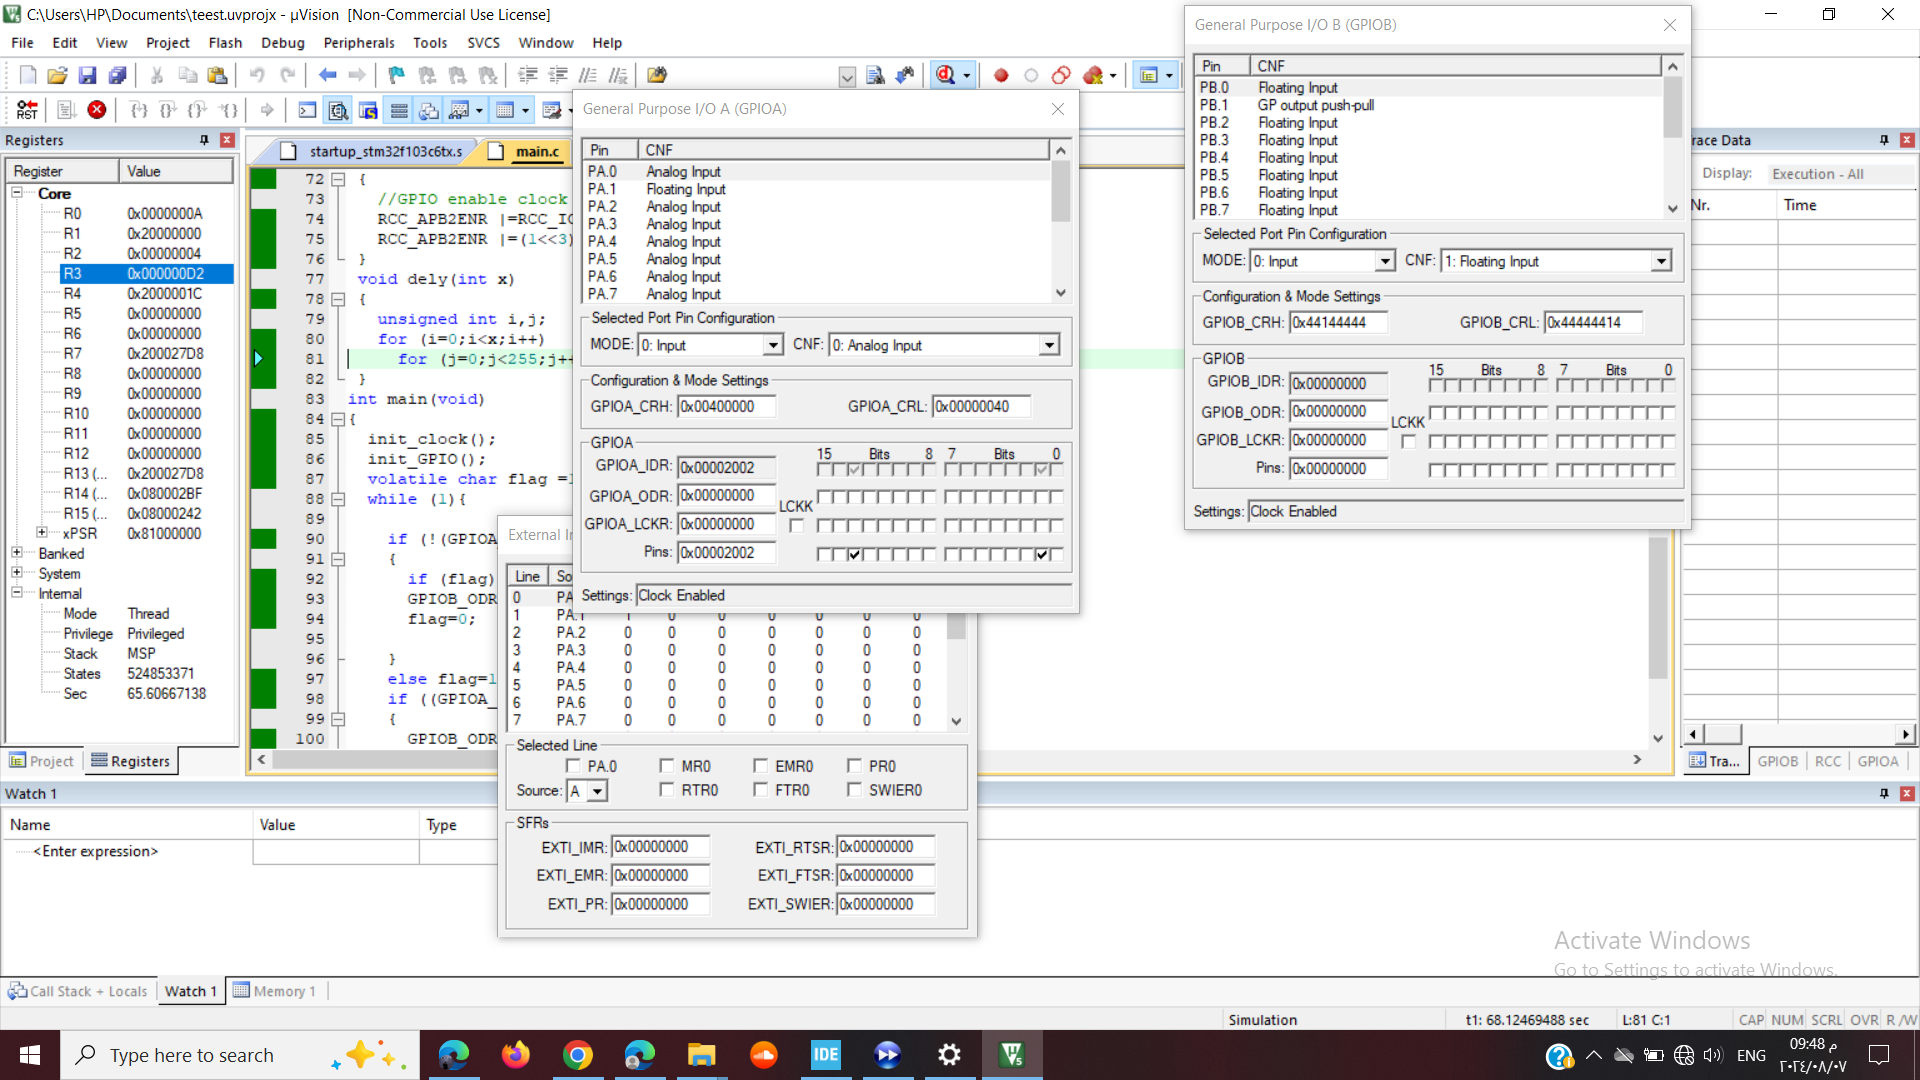 C:\Users\HP\Documents\teest.uvprojx - µVision [Non-Commercial Use License]
File Edit View Project Flash Debug Peripherals Tools SVCS Window Help
RST
Registers
Register Value
Core
R0 0x0000000A
R1 0x20000000
R2 0x00000004
R3 0x000000D2
R4 0x2000001C
R5 0x00000000
R6 0x00000000
R7 0x200027D8
R8 0x00000000
R9 0x00000000
R10 0x00000000
R11 0x00000000
R12 0x00000000
R13 (... 0x200027D8
R14 (... 0x080002BF
R15 (... 0x08000242
xPSR 0x81000000
Banked
System
Internal
Mode Thread
Privilege Privileged
Stack MSP
States 524853371
Sec 65.60667138
Project Registers
startup_stm32f103c6tx.s main.c
72 {
73 //GPIO enable clock
74 RCC_APB2ENR |=RCC_IO
75 RCC_APB2ENR |=(1<<3)
76 }
77 void dely(int x)
78 {
79 unsigned int i,j;
80 for (i=0;i<x;i++)
81 for (j=0;j<255;j++
82 }
83 int main(void)
84 {
85 init_clock();
86 init_GPIO();
87 volatile char flag =1
88 while (1){
89
90 if (!(GPIOA_
91 {
92 if (flag)
93 GPIOB_ODR
94 flag=0;
95
96 }
97 else flag=1
98 if ((GPIOA_
99 {
100 GPIOB_ODR
General Purpose I/O A (GPIOA)
Pin CNF
PA.0 Analog Input
PA.1 Floating Input
PA.2 Analog Input
PA.3 Analog Input
PA.4 Analog Input
PA.5 Analog Input
PA.6 Analog Input
PA.7 Analog Input
Selected Port Pin Configuration
MODE: 0: Input CNF: 0: Analog Input
Configuration & Mode Settings
GPIOA_CRH: 0x00400000 GPIOA_CRL: 0x00000040
GPIOA
15 Bits 8 7 Bits 0
GPIOA_IDR: 0x00002002
GPIOA_ODR: 0x00000000
LCKK
GPIOA_LCKR: 0x00000000
Pins: 0x00002002
Settings: Clock Enabled
General Purpose I/O B (GPIOB)
Pin CNF
PB.0 Floating Input
PB.1 GP output push-pull
PB.2 Floating Input
PB.3 Floating Input
PB.4 Floating Input
PB.5 Floating Input
PB.6 Floating Input
PB.7 Floating Input
Selected Port Pin Configuration
MODE: 0: Input CNF: 1: Floating Input
Configuration & Mode Settings
GPIOB_CRH: 0x44144444 GPIOB_CRL: 0x44444414
GPIOB
15 Bits 8 7 Bits 0
GPIOB_IDR: 0x00000000
GPIOB_ODR: 0x00000000
LCKK
GPIOB_LCKR: 0x00000000
Pins: 0x00000000
Settings: Clock Enabled
External In
Line So
0 PA
1 PA.1 1 0 0 0 0 0 0
2 PA.2 0 0 0 0 0 0 0
3 PA.3 0 0 0 0 0 0 0
4 PA.4 0 0 0 0 0 0 0
5 PA.5 0 0 0 0 0 0 0
6 PA.6 0 0 0 0 0 0 0
7 PA.7 0 0 0 0 0 0 0
Selected Line
PA.0 MR0 EMR0 PR0
Source: A RTR0 FTR0 SWIER0
SFRs
EXTI_IMR: 0x00000000 EXTI_RTSR: 0x00000000
EXTI_EMR: 0x00000000 EXTI_FTSR: 0x00000000
EXTI_PR: 0x00000000 EXTI_SWIER: 0x00000000
race Data
Display: Execution - All
Nr. Time
Tra... GPIOB RCC GPIOA
Watch 1
Name Value Type
<Enter expression>
Activate Windows
Go to Settings to activate Windows.
Call Stack + Locals Watch 1 Memory 1
Simulation t1: 68.12469488 sec L:81 C:1 CAP NUM SCRL OVR R /W
Type here to search
IDE
ENG
09:48 م
٢٠٢٤/٠٨/٠٧